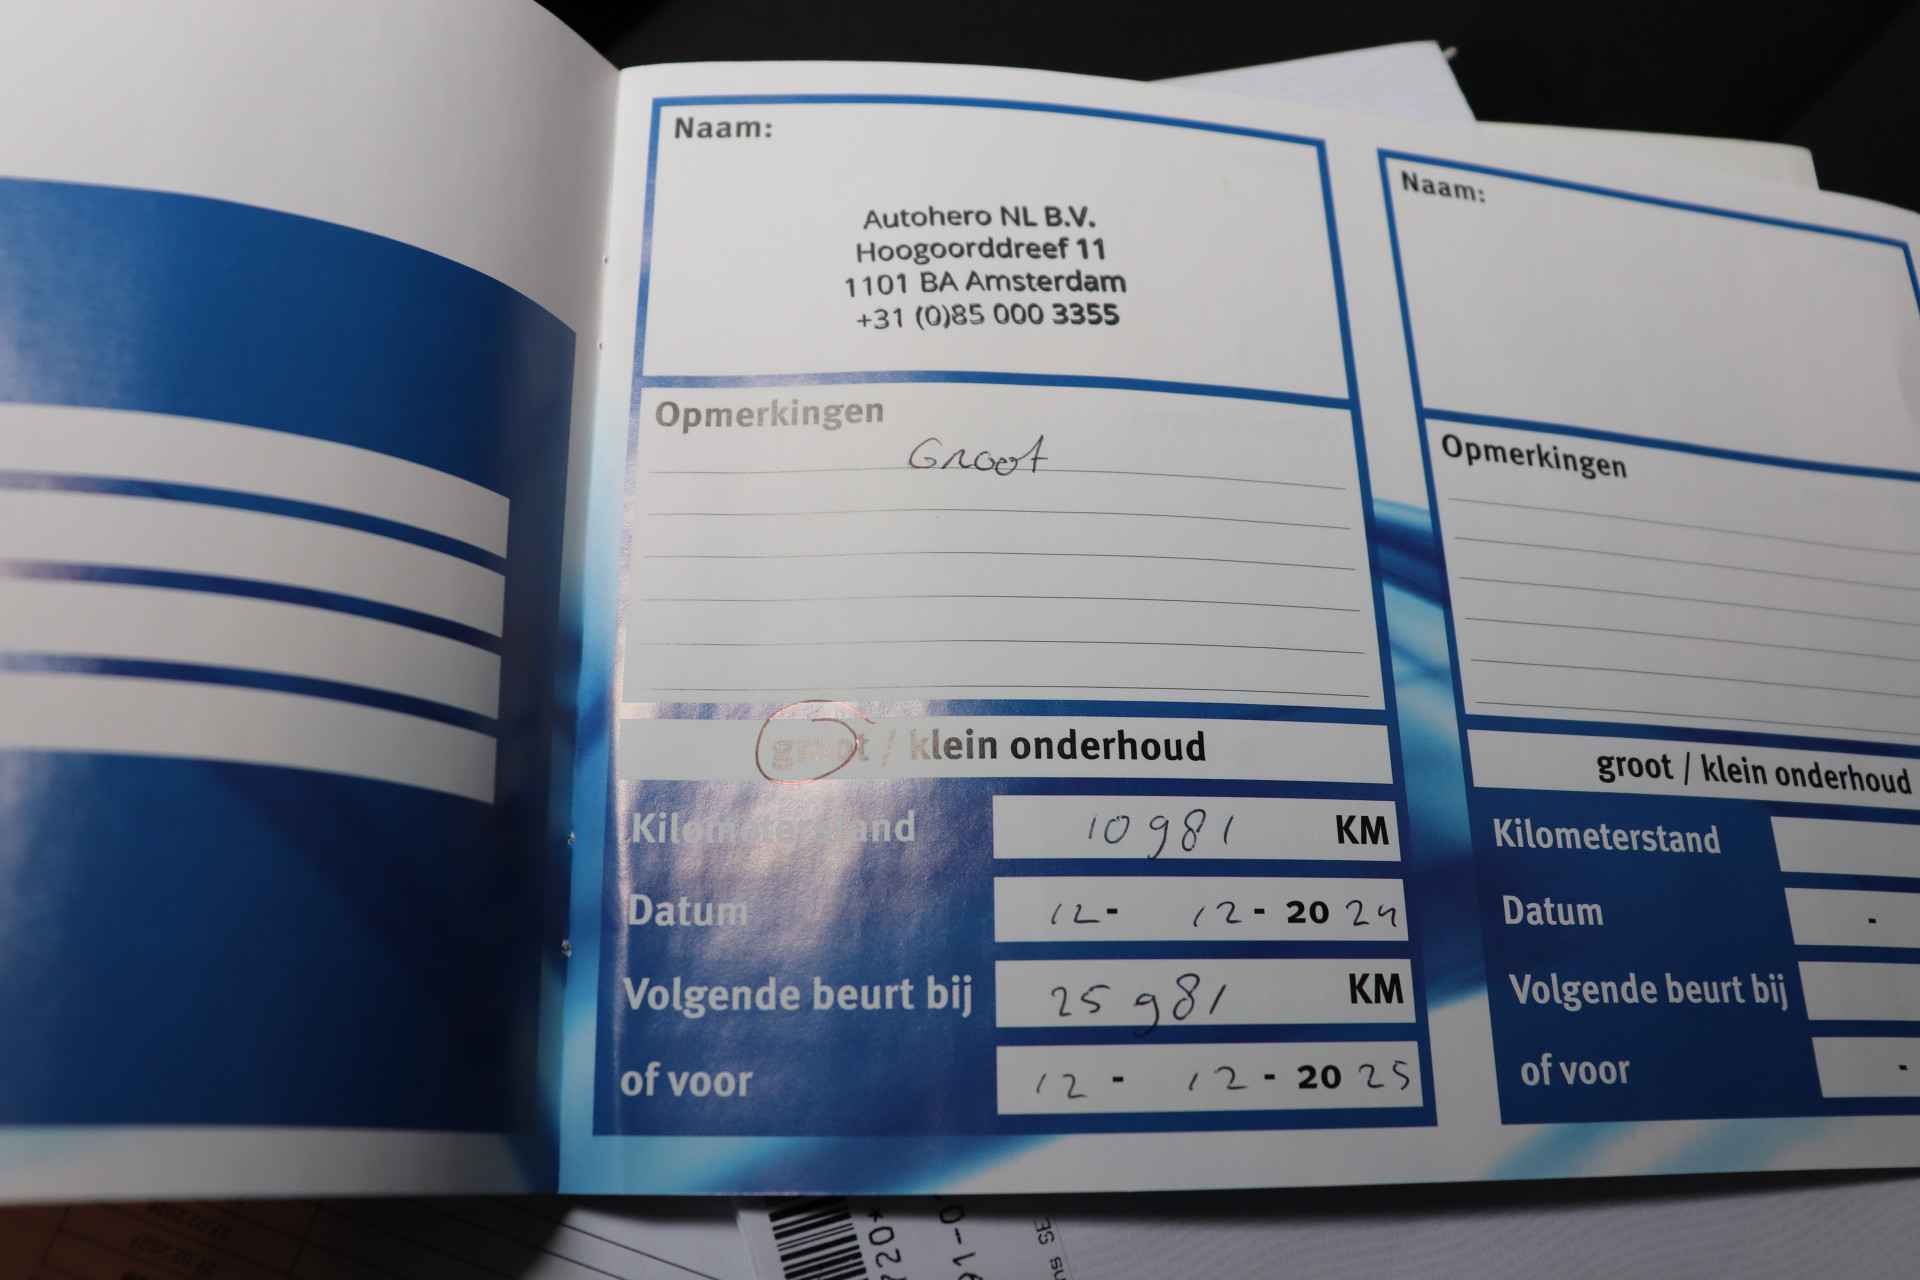 Naam:
Autohero NL B.V.
Hoogoorddreef 11
1101 BA Amsterdam
+31 (0)85 000 3355
Opmerkingen
Groot
groot / klein onderhoud
Kilometerstand 10981 KM
Datum 12 - 12 - 2024
Volgende beurt bij 25981 KM
of voor 12 - 12 - 2025
Naam:
Opmerkingen
groot / klein onderhoud
Kilometerstand
Datum -
Volgende beurt bij
of voor -